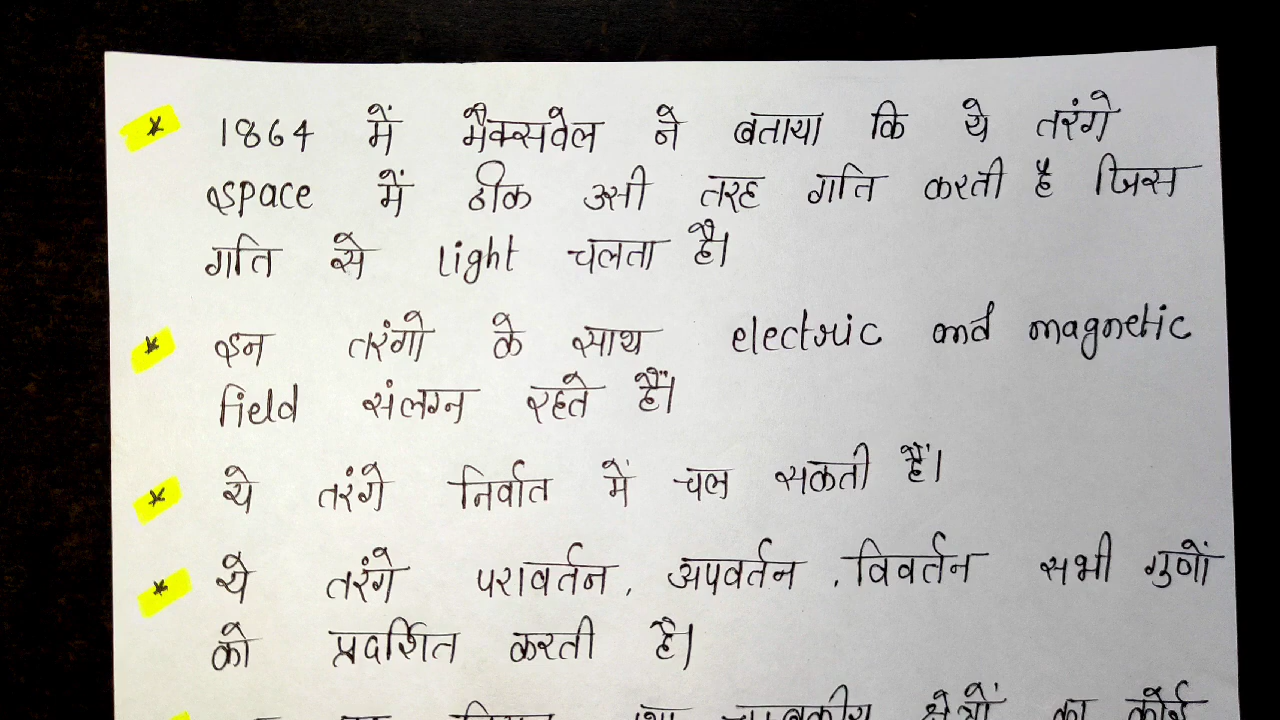 * 1864 में मैक्सवेल ने बताया कि ये तरंगे
space में ठीक उसी तरह गति करती है जिस
गति से light चलता है।
* इन तरंगो के साथ electric and magnetic
field संलग्न रहते हैं।
* ये तरंगे निर्वात में चल सकती हैं।
* ये तरंगे परावर्तन, अपवर्तन, विवर्तन सभी गुणों
को प्रदर्शित करती है।
क्षेत्रों का कोई